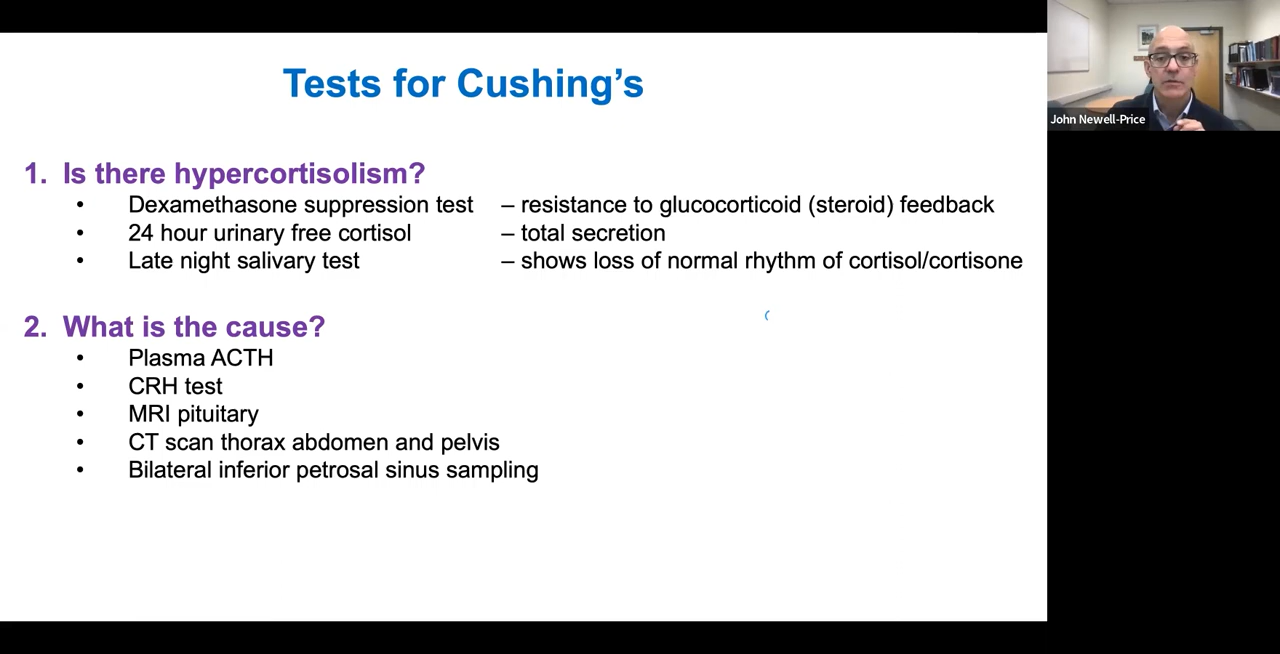 Tests for Cushing's
1. Is there hypercortisolism?
• Dexamethasone suppression test – resistance to glucocorticoid (steroid) feedback
• 24 hour urinary free cortisol – total secretion
• Late night salivary test – shows loss of normal rhythm of cortisol/cortisone
2. What is the cause?
• Plasma ACTH
• CRH test
• MRI pituitary
• CT scan thorax abdomen and pelvis
• Bilateral inferior petrosal sinus sampling
John Newell-Price